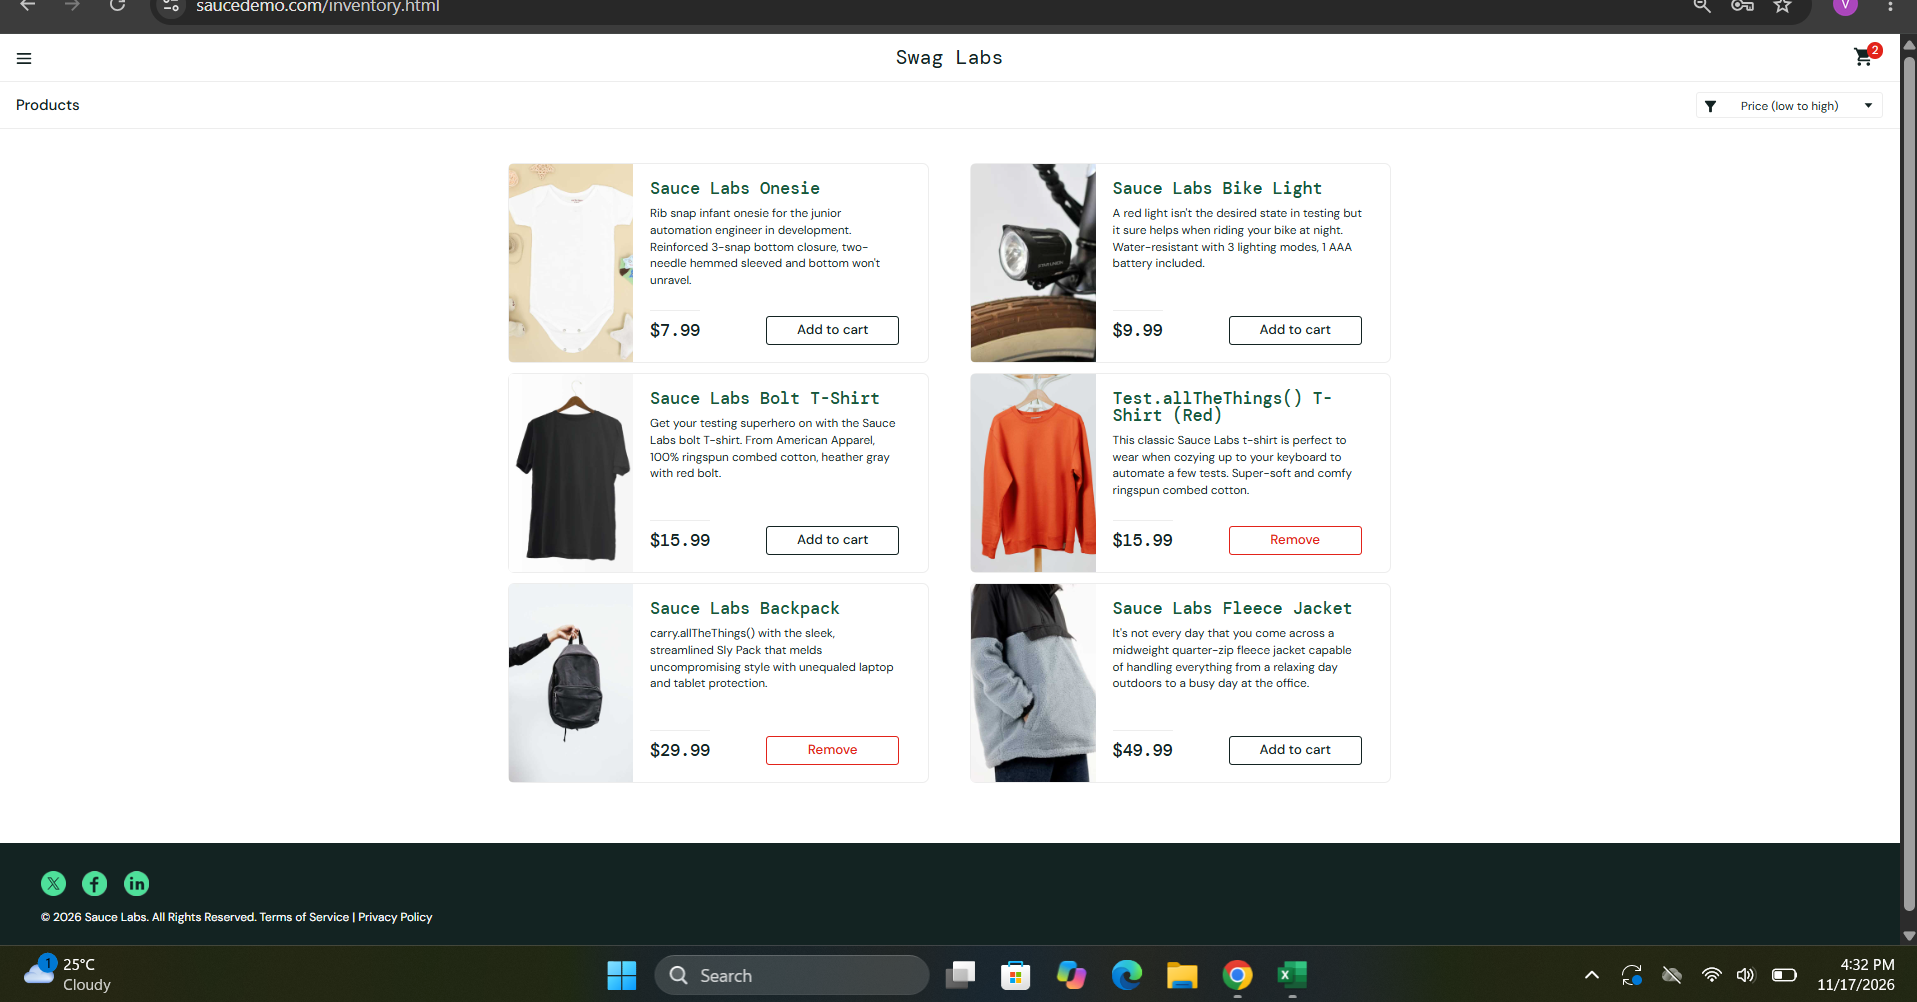 saucedemo.com/inventory.html
V
Swag Labs
2
Products
Price (low to high)
Sauce Labs Onesie
Rib snap infant onesie for the junior
automation engineer in development.
Reinforced 3-snap bottom closure, two-
needle hemmed sleeved and bottom won't
unravel.
$7.99
Add to cart
Sauce Labs Bike Light
A red light isn't the desired state in testing but
it sure helps when riding your bike at night.
Water-resistant with 3 lighting modes, 1 AAA
battery included.
$9.99
Add to cart
Sauce Labs Bolt T-Shirt
Get your testing superhero on with the Sauce
Labs bolt T-shirt. From American Apparel,
100% ringspun combed cotton, heather gray
with red bolt.
$15.99
Add to cart
Test.allTheThings() T-
Shirt (Red)
This classic Sauce Labs t-shirt is perfect to
wear when cozying up to your keyboard to
automate a few tests. Super-soft and comfy
ringspun combed cotton.
$15.99
Remove
Sauce Labs Backpack
carry.allTheThings() with the sleek,
streamlined Sly Pack that melds
uncompromising style with unequaled laptop
and tablet protection.
$29.99
Remove
Sauce Labs Fleece Jacket
It's not every day that you come across a
midweight quarter-zip fleece jacket capable
of handling everything from a relaxing day
outdoors to a busy day at the office.
$49.99
Add to cart
© 2026 Sauce Labs. All Rights Reserved. Terms of Service | Privacy Policy
1
25°C
Cloudy
Search
4:32 PM
11/17/2026